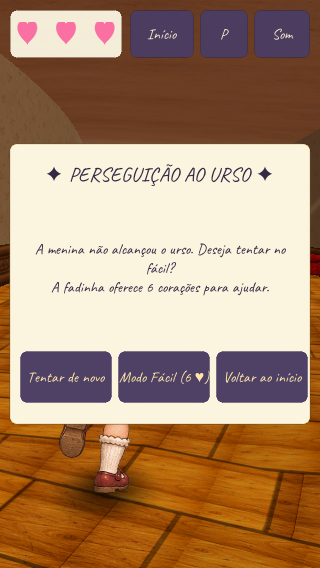 Início P Som
✦ PERSEGUIÇÃO AO URSO ✦
A menina não alcançou o urso. Deseja tentar no
fácil?
A fadinha oferece 6 corações para ajudar.
Tentar de novo Modo Fácil (6 ♥) Voltar ao início